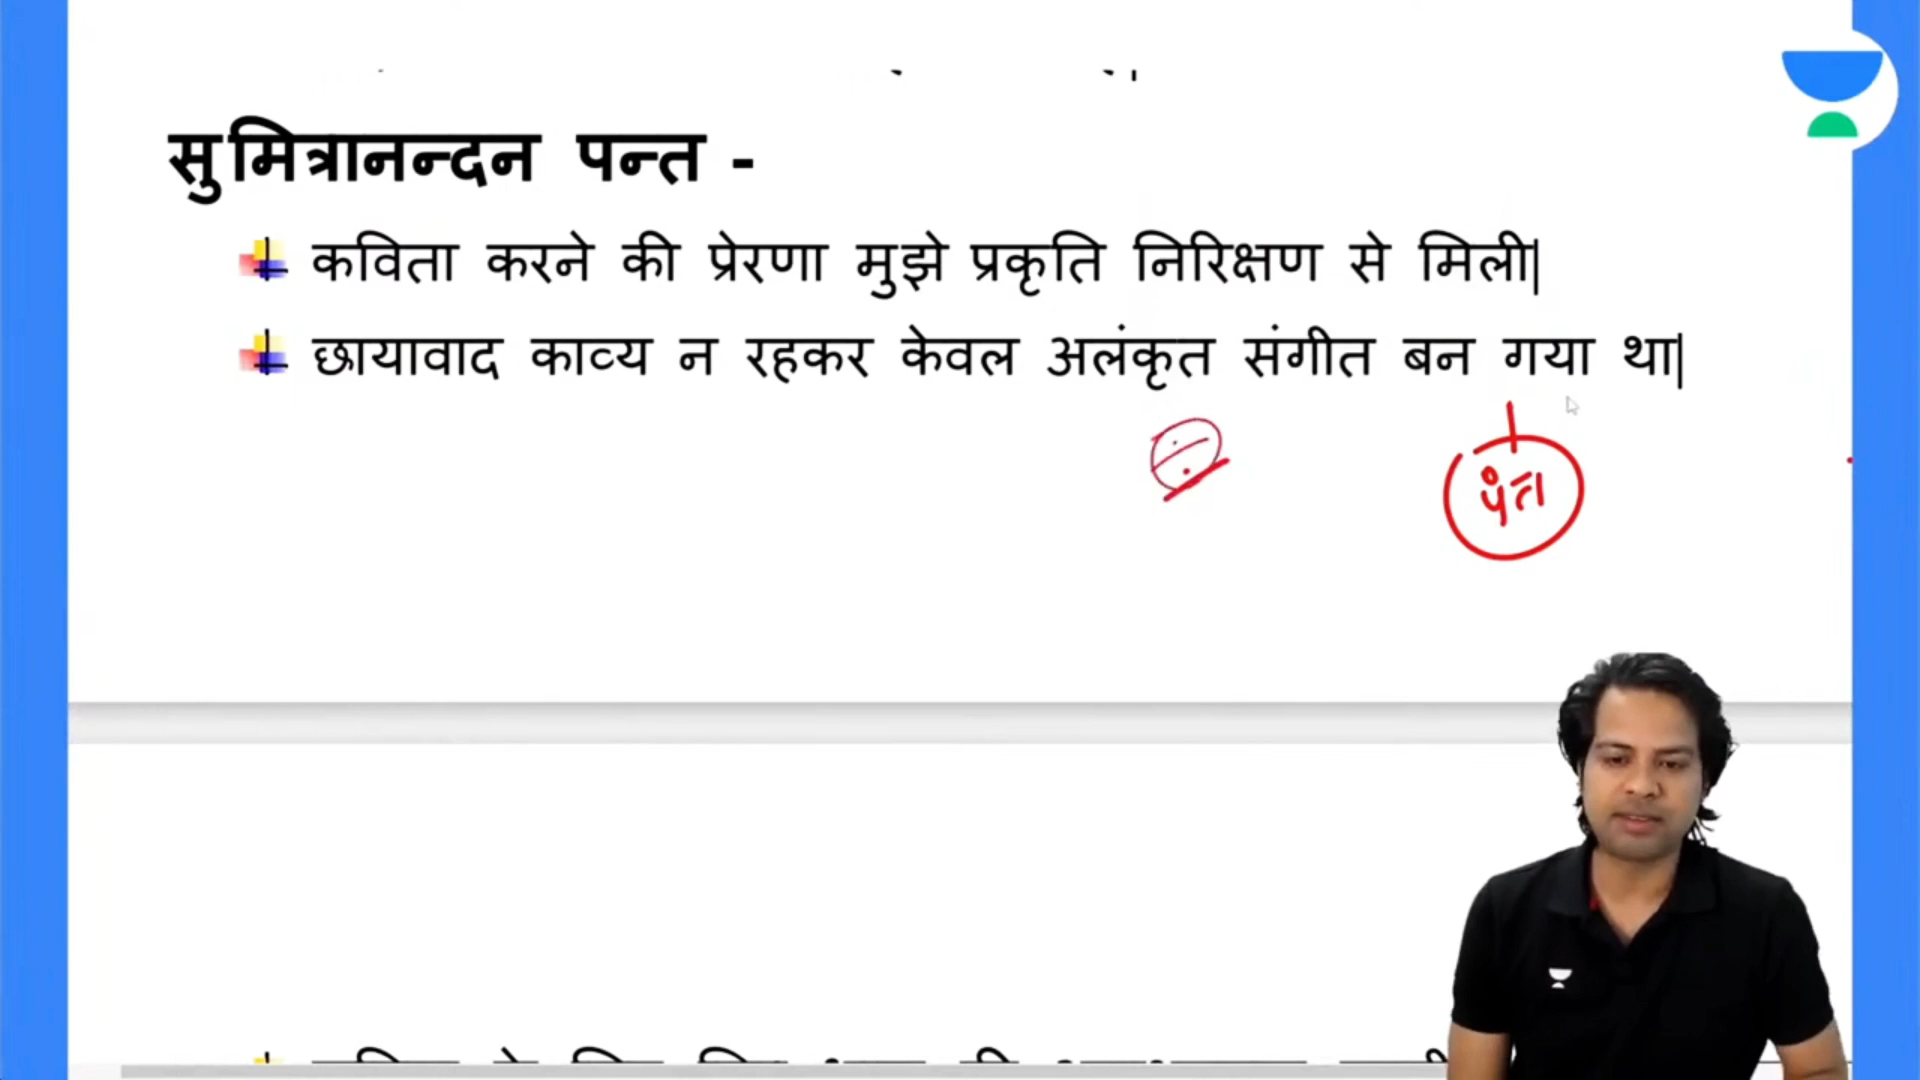 सुमित्रानन्दन पन्त -
कविता करने की प्रेरणा मुझे प्रकृति निरिक्षण से मिली|
छायावाद काव्य न रहकर केवल अलंकृत संगीत बन गया था|
पंत